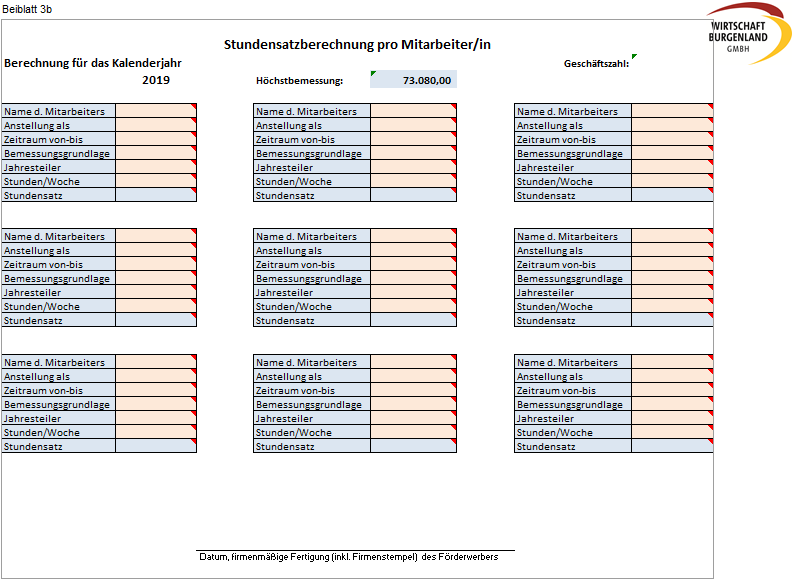 Beiblatt 3b
WIRTSCHAFT
BURGENLAND
GMBH
Stundensatzberechnung pro Mitarbeiter/in
Berechnung für das Kalenderjahr
2019
Höchstbemessung:
73.080,00
Geschäftszahl:
Name d. Mitarbeiters
Anstellung als
Zeitraum von-bis
Bemessungsgrundlage
Jahresteiler
Stunden/Woche
Stundensatz
Name d. Mitarbeiters
Anstellung als
Zeitraum von-bis
Bemessungsgrundlage
Jahresteiler
Stunden/Woche
Stundensatz
Name d. Mitarbeiters
Anstellung als
Zeitraum von-bis
Bemessungsgrundlage
Jahresteiler
Stunden/Woche
Stundensatz
Name d. Mitarbeiters
Anstellung als
Zeitraum von-bis
Bemessungsgrundlage
Jahresteiler
Stunden/Woche
Stundensatz
Name d. Mitarbeiters
Anstellung als
Zeitraum von-bis
Bemessungsgrundlage
Jahresteiler
Stunden/Woche
Stundensatz
Name d. Mitarbeiters
Anstellung als
Zeitraum von-bis
Bemessungsgrundlage
Jahresteiler
Stunden/Woche
Stundensatz
Name d. Mitarbeiters
Anstellung als
Zeitraum von-bis
Bemessungsgrundlage
Jahresteiler
Stunden/Woche
Stundensatz
Name d. Mitarbeiters
Anstellung als
Zeitraum von-bis
Bemessungsgrundlage
Jahresteiler
Stunden/Woche
Stundensatz
Name d. Mitarbeiters
Anstellung als
Zeitraum von-bis
Bemessungsgrundlage
Jahresteiler
Stunden/Woche
Stundensatz
Datum, firmenmäßige Fertigung (inkl. Firmenstempel) des Förderwerbers